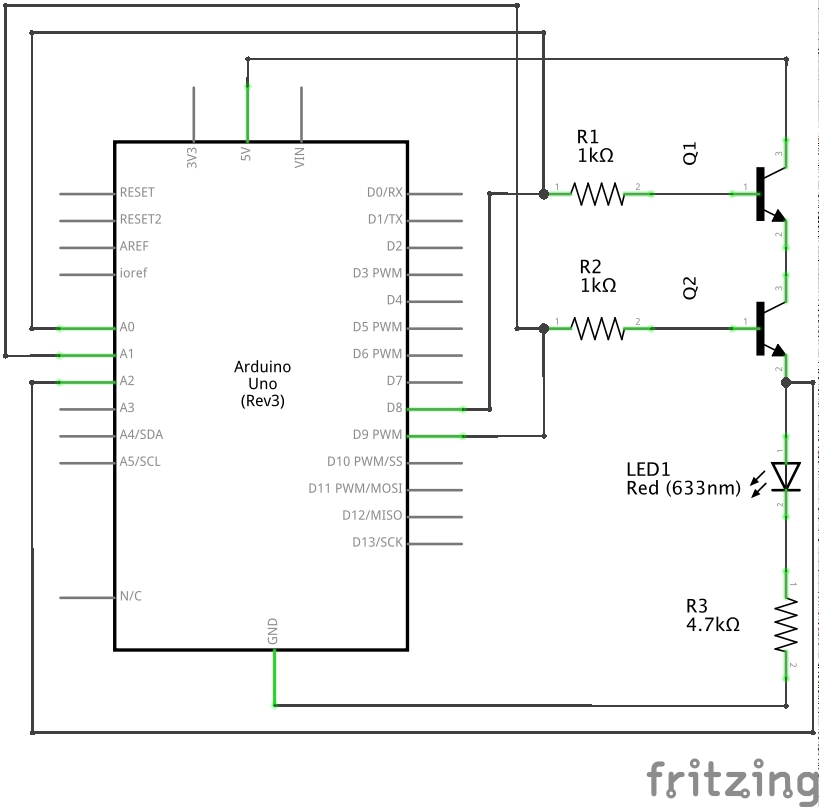 3V3
5V
VIN
RESET
RESET2
AREF
ioref
A0
A1
A2
A3
A4/SDA
A5/SCL
N/C
Arduino
Uno
(Rev3)
D0/RX
D1/TX
D2
D3 PWM
D4
D5 PWM
D6 PWM
D7
D8
D9 PWM
D10 PWM/SS
D11 PWM/MOSI
D12/MISO
D13/SCK
GND
R1
1kΩ
1
2
Q1
1
3
2
R2
1kΩ
1
2
Q2
1
3
2
LED1
Red (633nm)
1
2
R3
4.7kΩ
1
2
fritzing